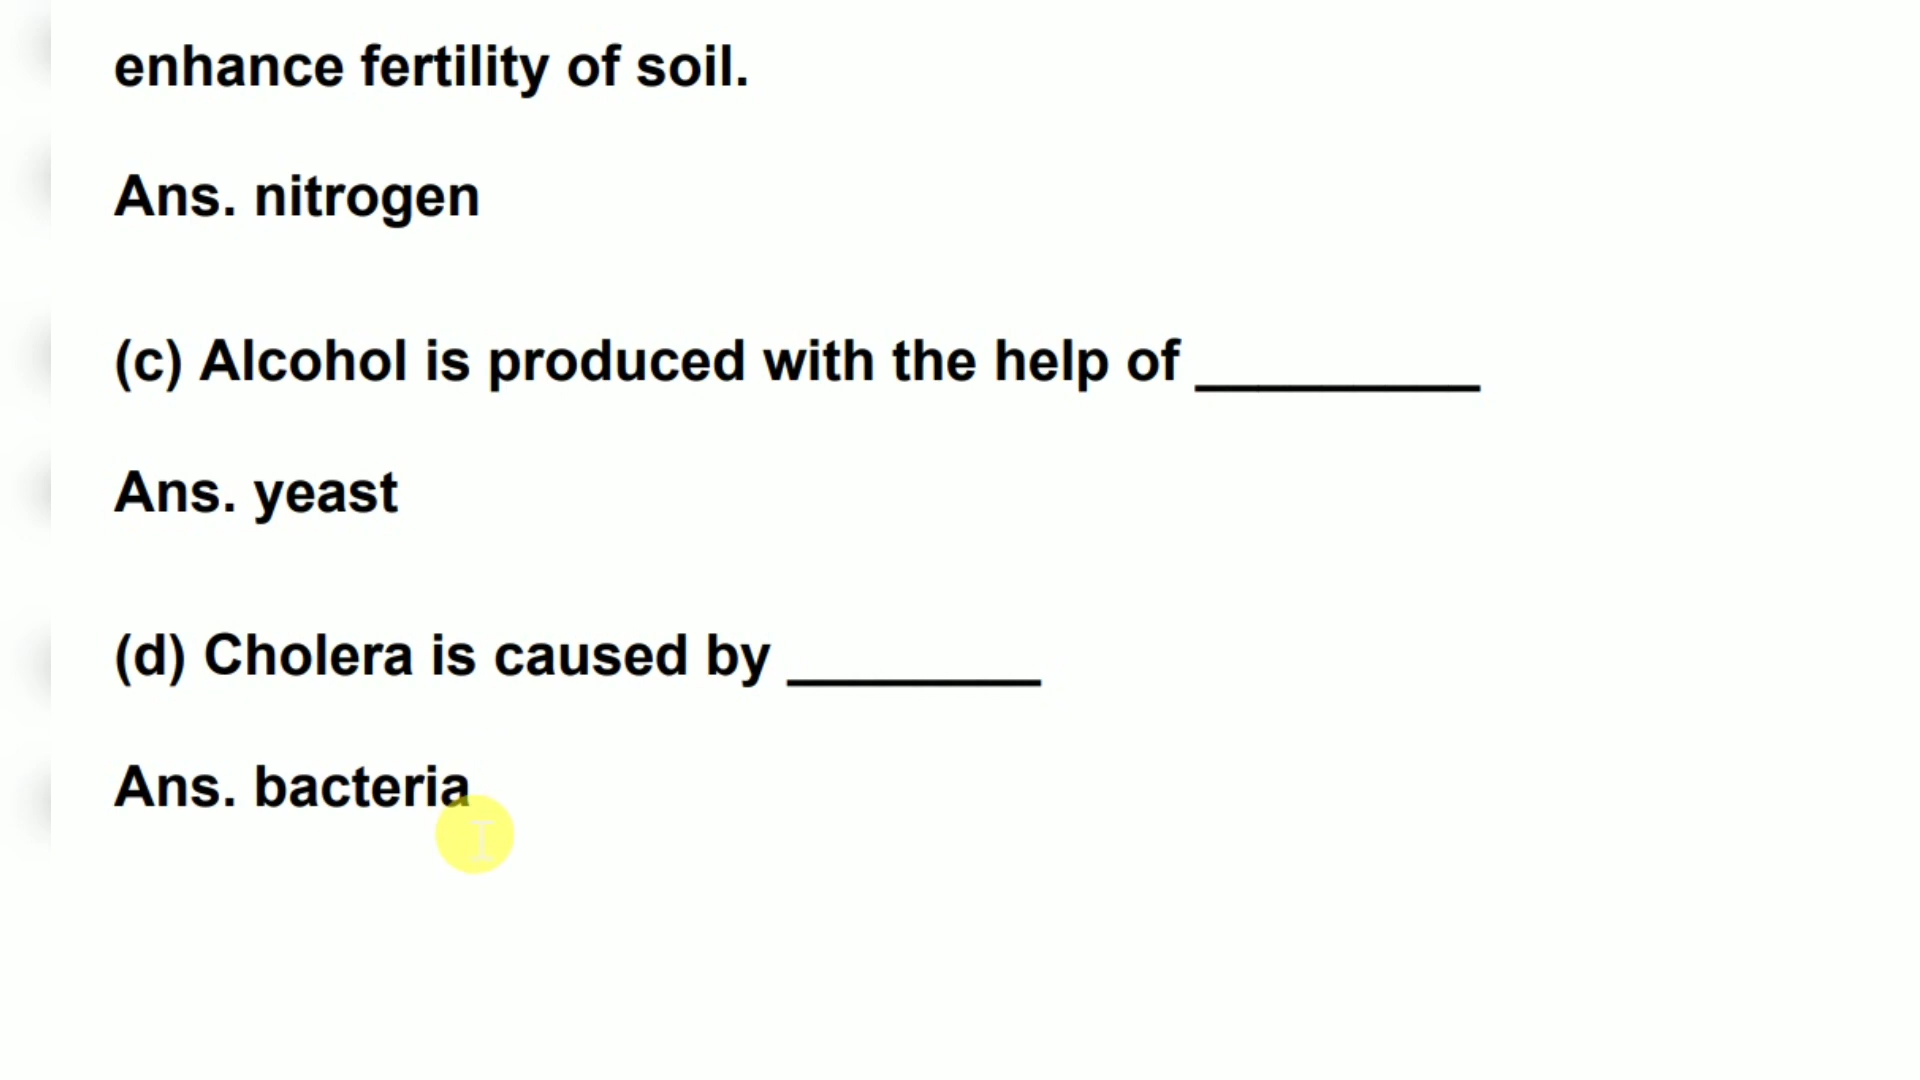 enhance fertility of soil.
Ans. nitrogen
(c) Alcohol is produced with the help of _________
Ans. yeast
(d) Cholera is caused by ________
Ans. bacteria